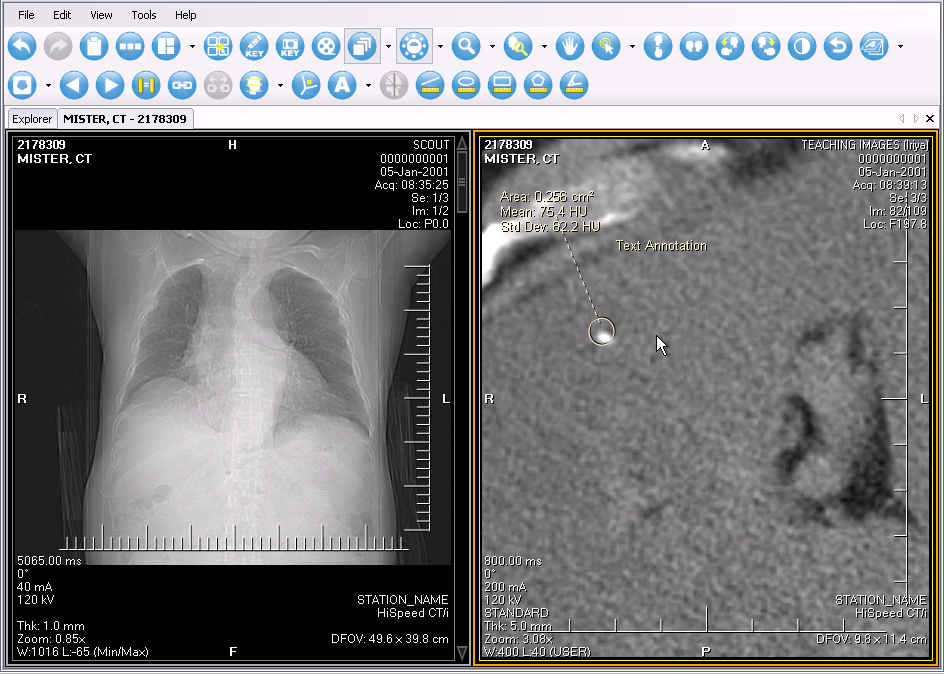 File Edit View Tools Help
KEY KEY
A
Explorer MISTER, CT - 2178309
2178309
MISTER, CT
H
SCOUT
0000000001
05-Jan-2001
Acq: 08:35:25
Se: 1/3
Im: 1/2
Loc: P0.0
R
L
5065.00 ms
0°
40 mA
120 kV
Thk: 1.0 mm
Zoom: 0.85x
W:1016 L:-65 (Min/Max)
F
STATION_NAME
HiSpeed CT/i
DFOV: 49.6 x 39.8 cm
2178309
MISTER, CT
A
TEACHING IMAGES
0000000001
05-Jan-2001
Acq: 08:39:13
Se: 3/3
Im: 82/109
Loc: F197.8
Area: 0.256 cm²
Mean: 75.4 HU
Std Dev: 62.2 HU
Text Annotation
R
L
800.00 ms
0°
200 mA
120 kV
STANDARD
Thk: 5.0 mm
Zoom: 3.08x
W:400 L:40 (USER)
P
STATION_NAME
HiSpeed CT/i
DFOV: 9.8 x 11.4 cm